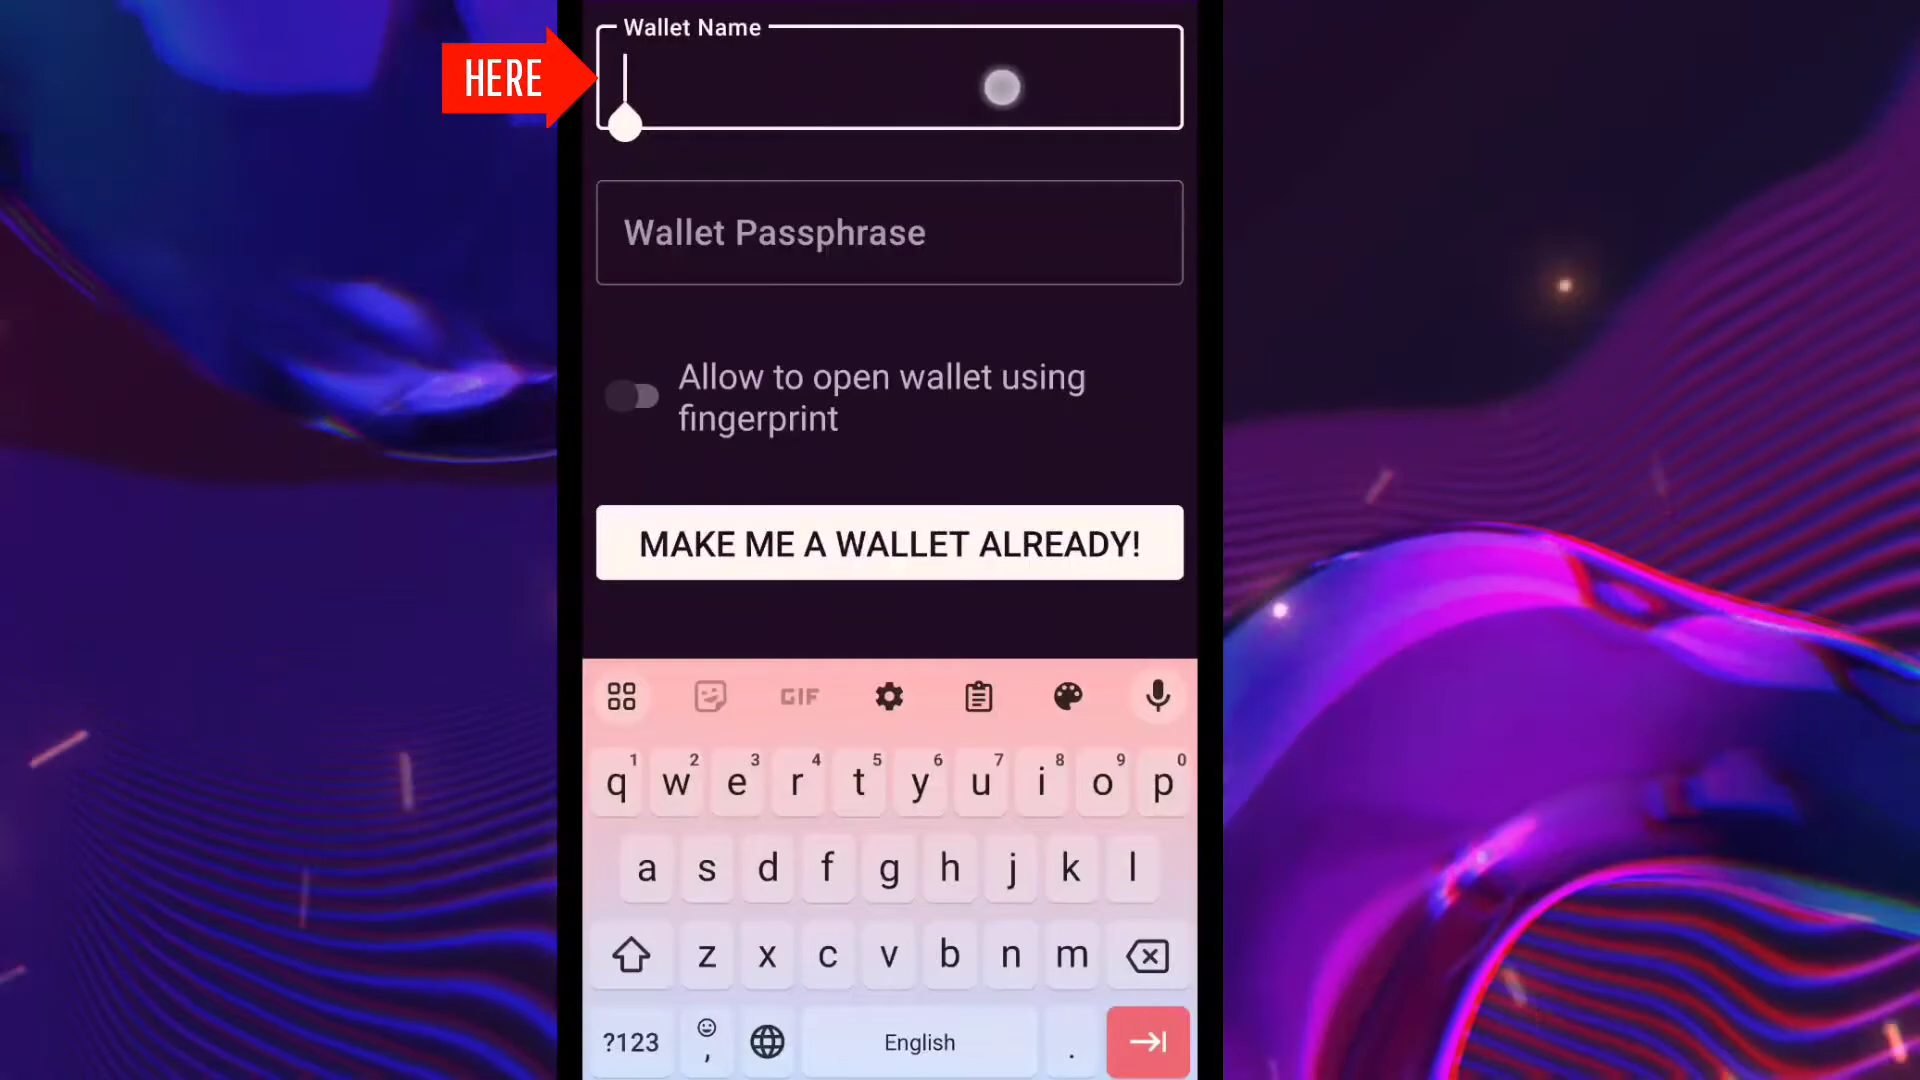 Wallet Name
HERE
Wallet Passphrase
Allow to open wallet using
fingerprint
MAKE ME A WALLET ALREADY!
GIF
1 2 3 4 5 6 7 8 9 0
q w e r t y u i o p
a s d f g h j k l
z x c v b n m
?123 , English .